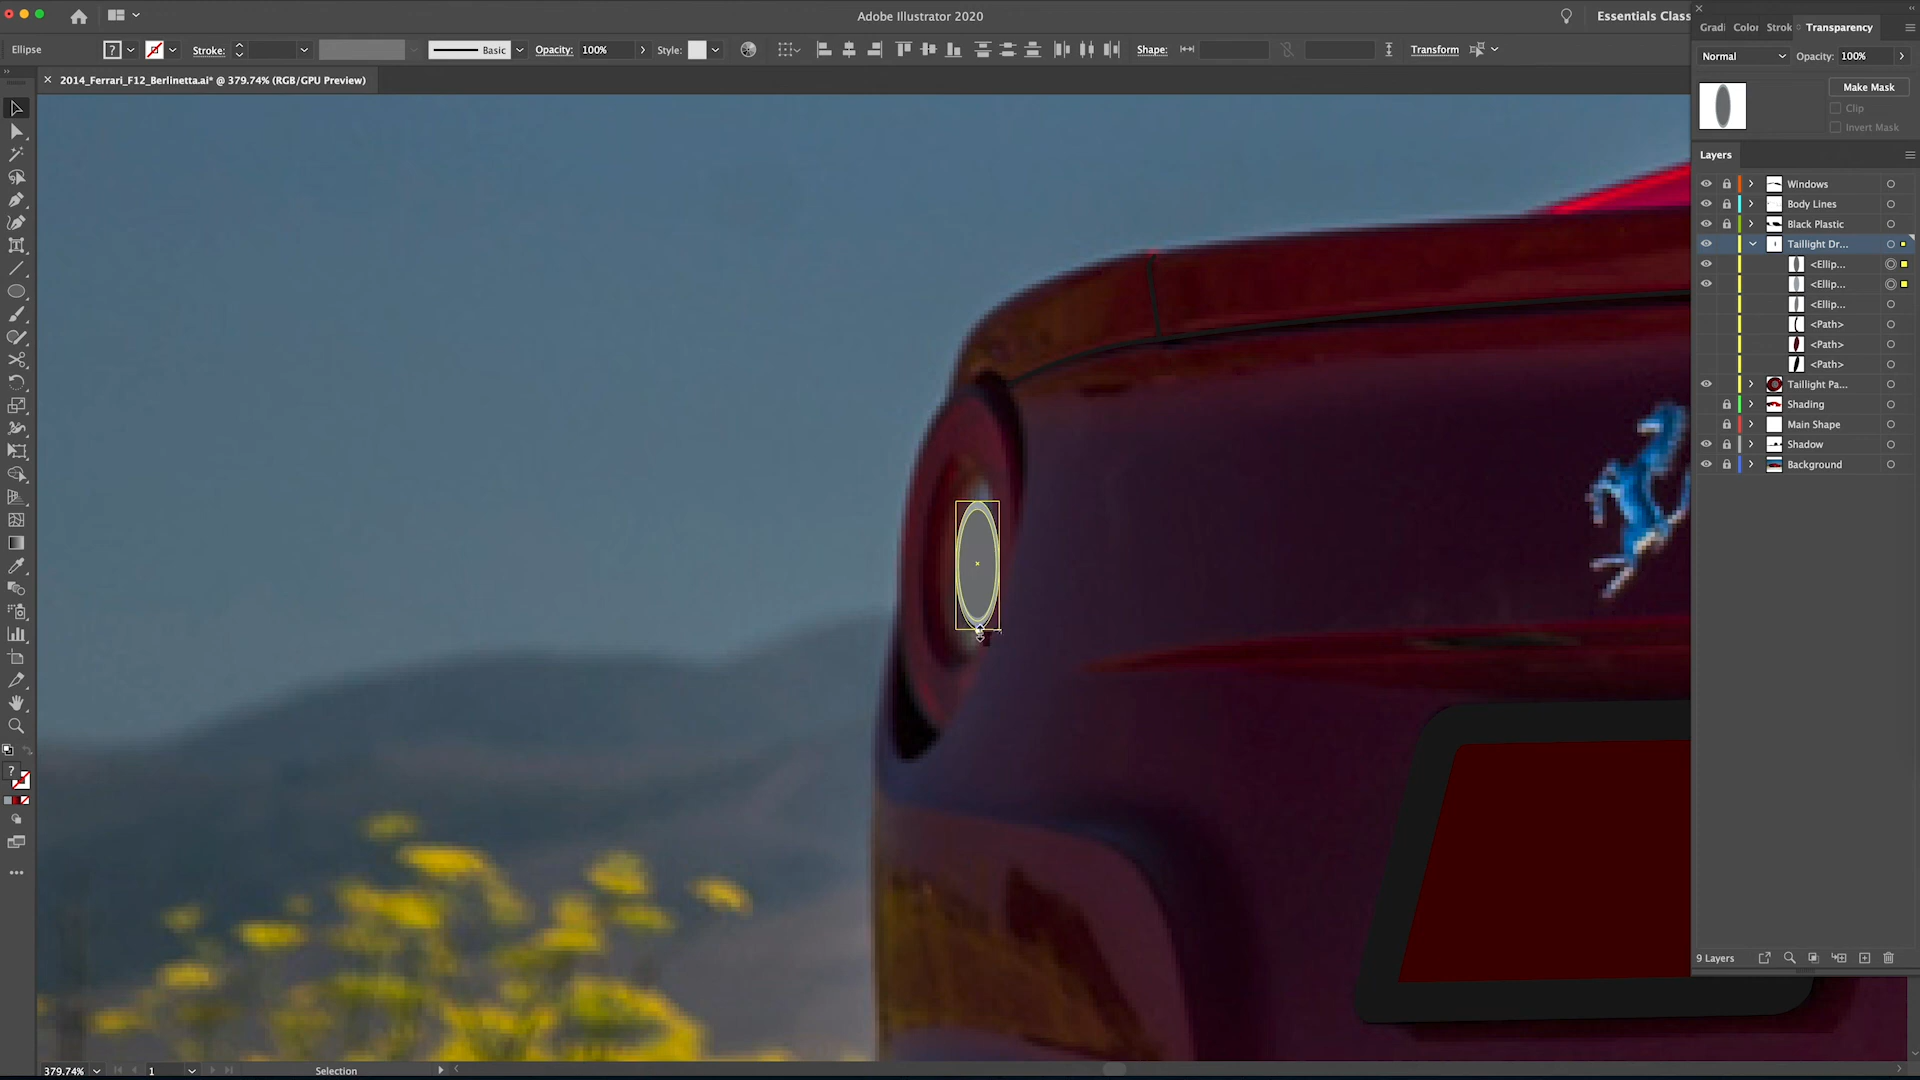 Adobe Illustrator 2020
Essentials Class
Ellipse
?
Stroke:
Basic
Opacity: 100%
Style:
Shape:
Transform
2014_Ferrari_F12_Berlinetta.ai* @ 379.74% (RGB/GPU Preview)
Gradi
Color
Strok
Transparency
Normal
Opacity: 100%
Make Mask
Clip
Invert Mask
Layers
Windows
Body Lines
Black Plastic
Taillight Dr...
<Ellip...
<Ellip...
<Ellip...
<Path>
<Path>
<Path>
Taillight Pa...
Shading
Main Shape
Shadow
Background
?
9 Layers
379.74%
1
Selection